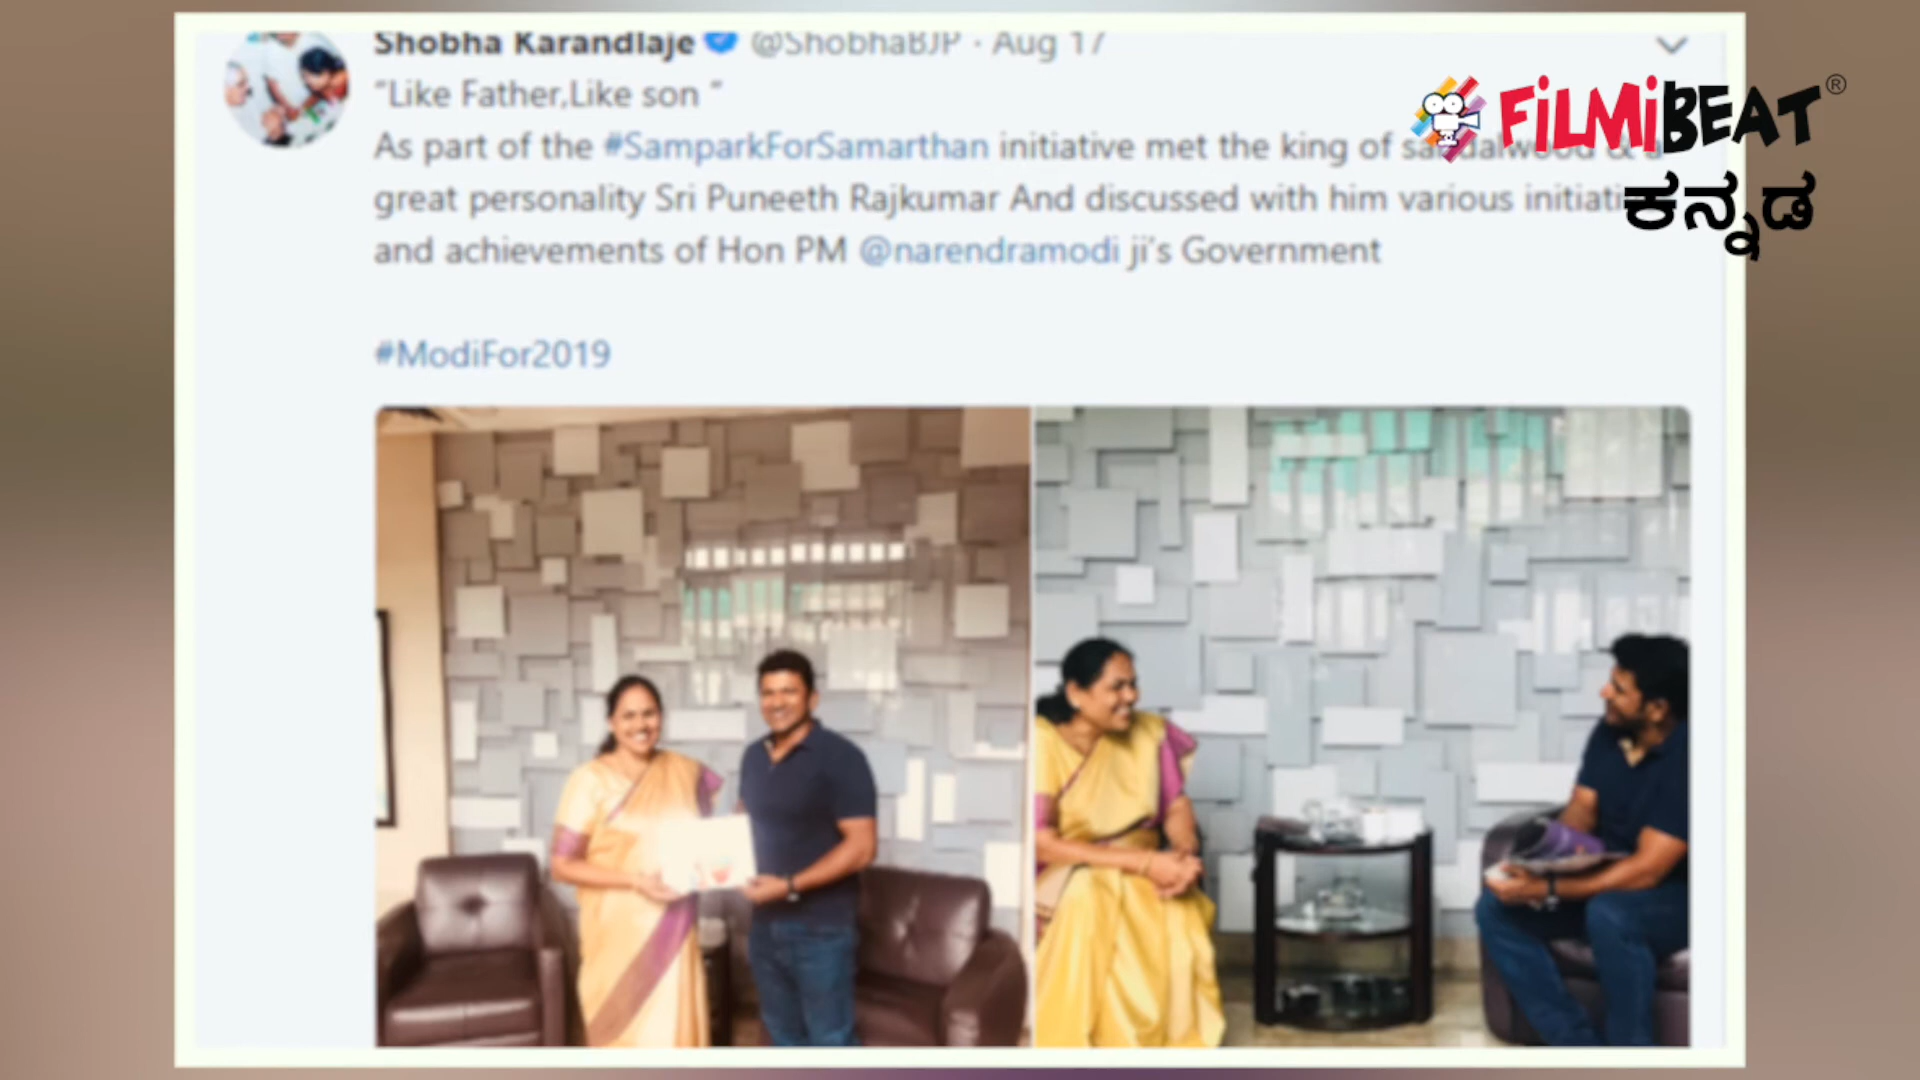 Shobha Karandlaje @ShobhaBJP · Aug 17
"Like Father,Like son "
As part of the #SamparkForSamarthan initiative met the king of sandalwood & a
great personality Sri Puneeth Rajkumar And discussed with him various initiati
and achievements of Hon PM @narendramodi ji's Government
#ModiFor2019
FiLMiBEAT®
ಕನ್ನಡ